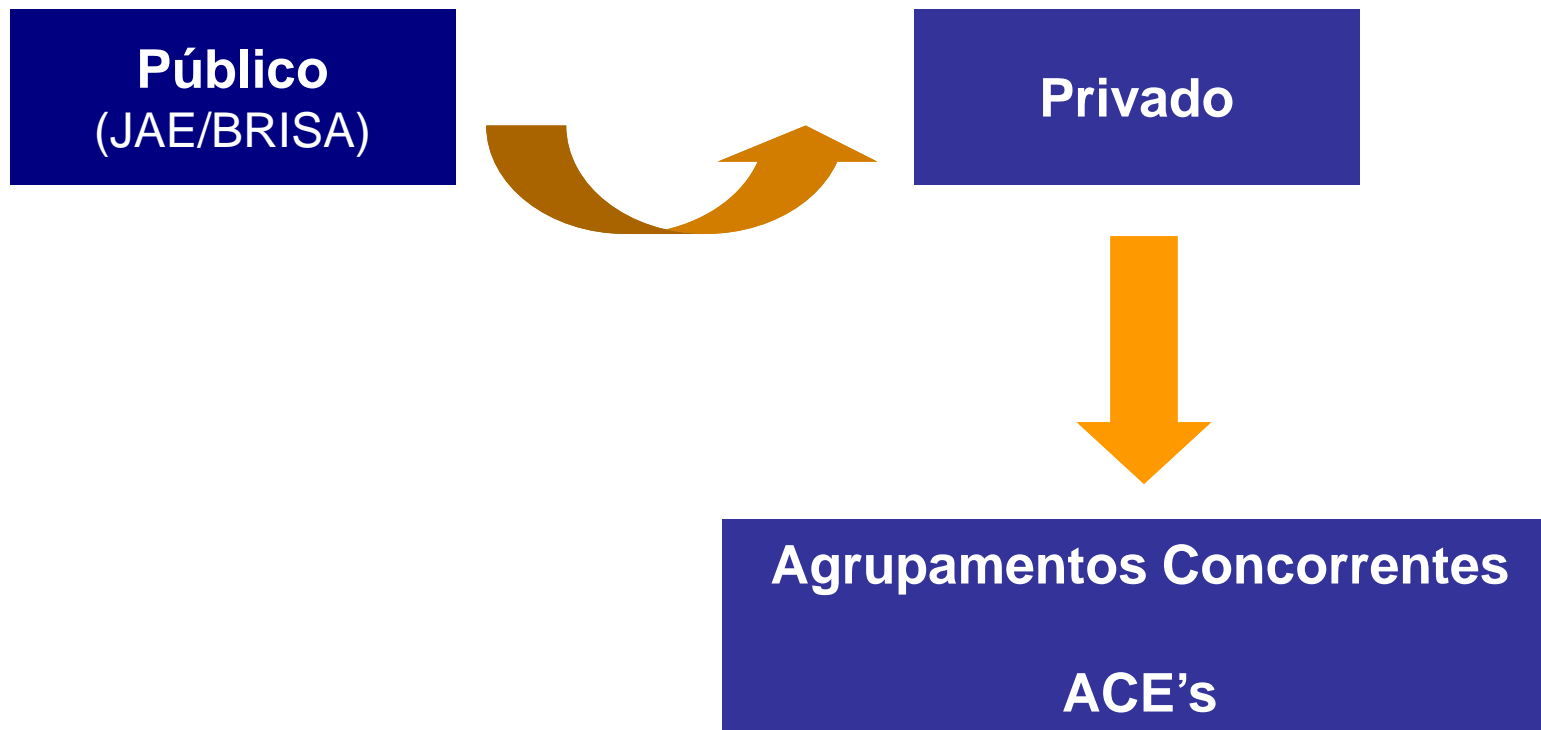 Público
(JAE/BRISA)
Privado
Agrupamentos Concorrentes
ACE’s